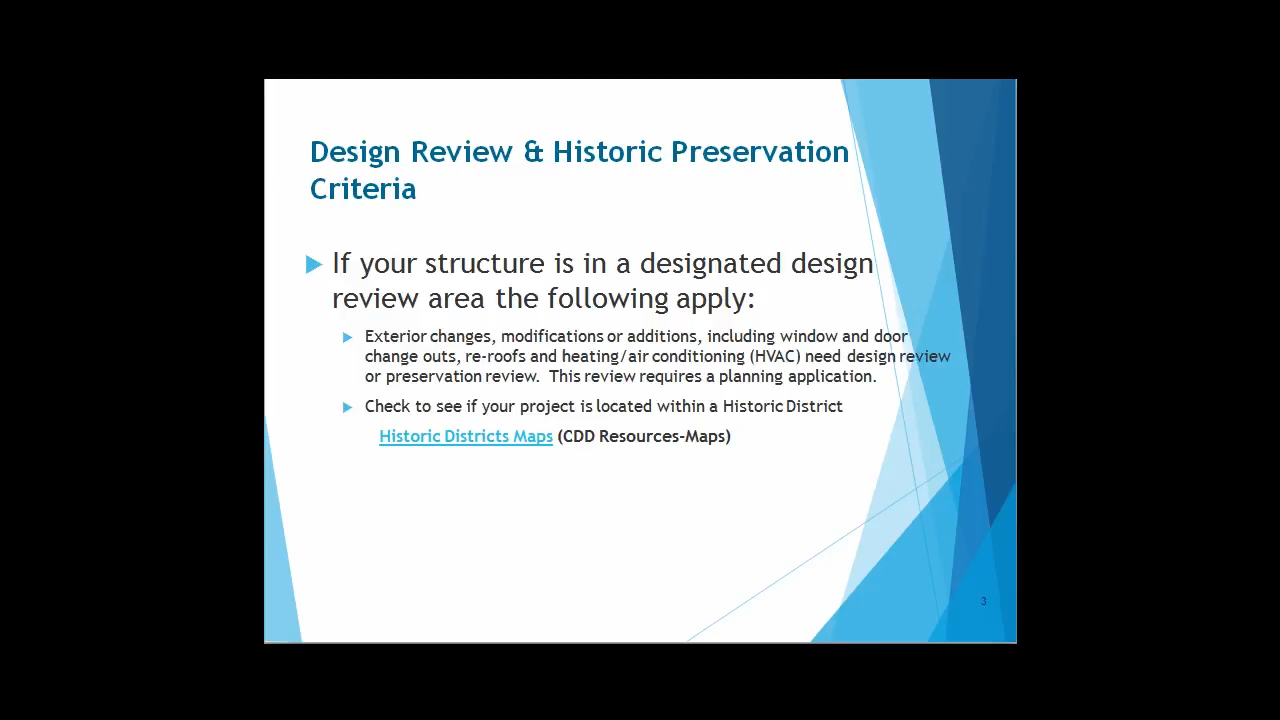 Design Review & Historic Preservation
Criteria
If your structure is in a designated design
review area the following apply:
Exterior changes, modifications or additions, including window and door
change outs, re-roofs and heating/air conditioning (HVAC) need design review
or preservation review.  This review requires a planning application.
Check to see if your project is located within a Historic District
Historic Districts Maps (CDD Resources-Maps)
3